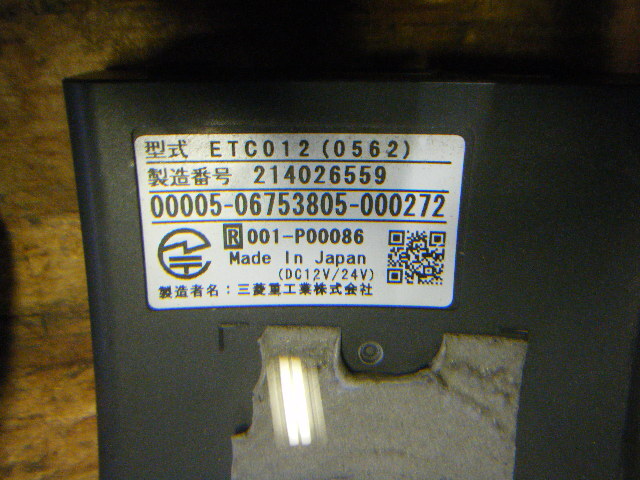 型式 ETC012(0562)
製造番号 214026559
00005-06753805-000272
R 001-P00086
Made In Japan
(DC12V/24V)
製造者名：三菱重工業株式会社